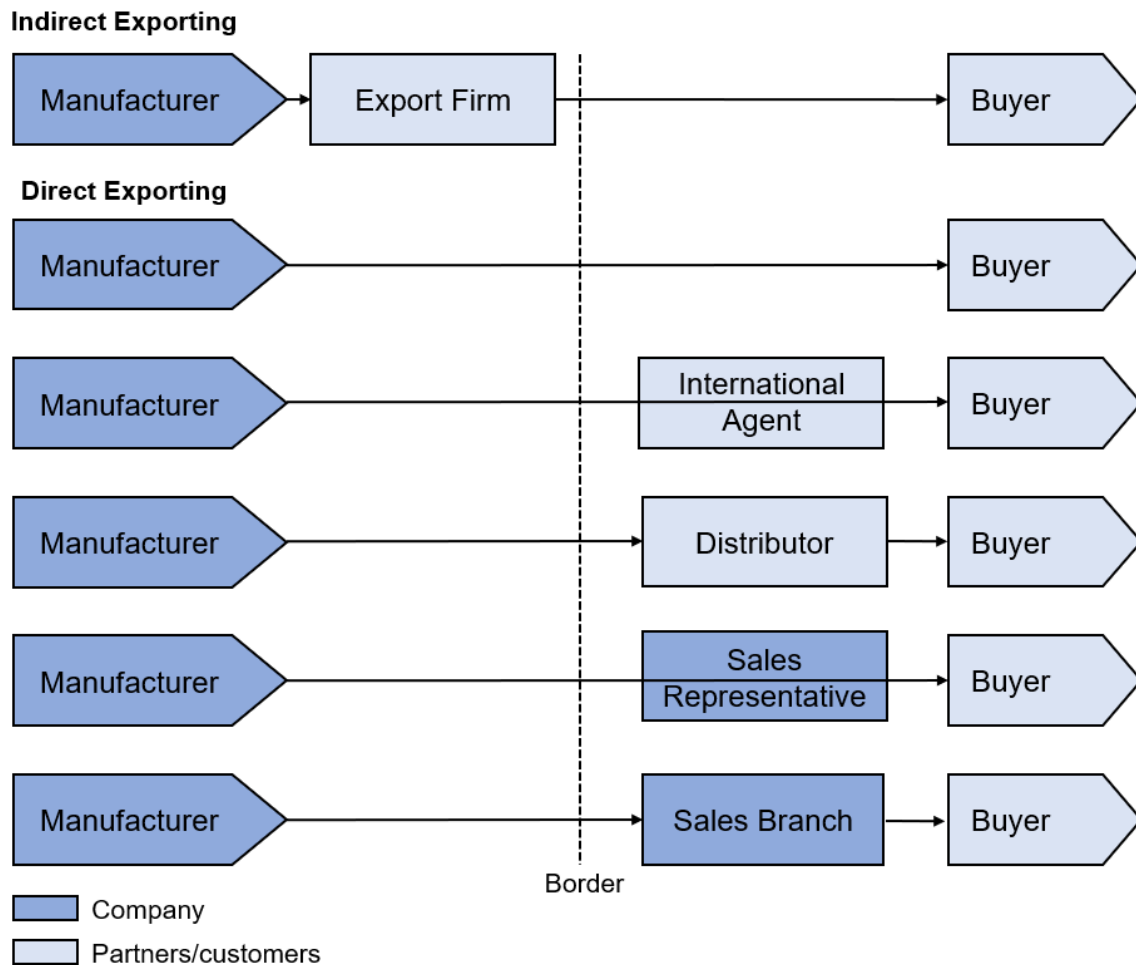 Indirect Exporting
Manufacturer
Export Firm
Buyer
Direct Exporting
Manufacturer
Buyer
Manufacturer
International
Agent
Buyer
Manufacturer
Distributor
Buyer
Manufacturer
Sales
Representative
Buyer
Manufacturer
Sales Branch
Buyer
Border
Company
Partners/customers